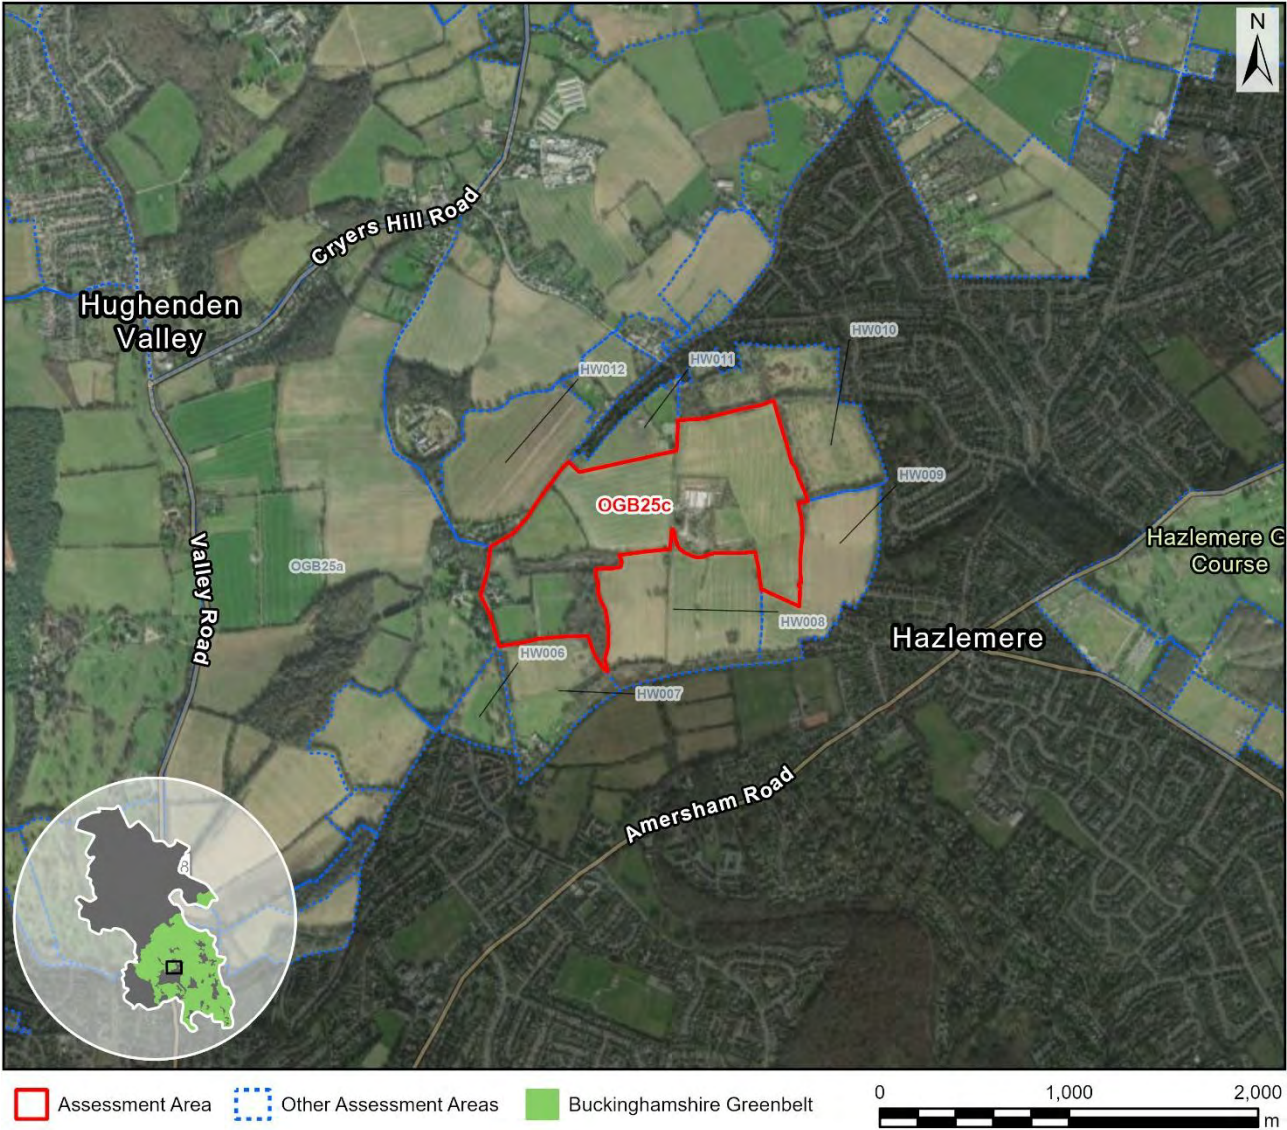 N
Cryers Hill Road
Hughenden
Valley
HW010
HW011
HW012
HW009
OGB25c
Hazlemere G
Course
Valley Road
OGB25a
HW008
Hazlemere
HW006
HW007
Amersham Road
Assessment Area
Other Assessment Areas
Buckinghamshire Greenbelt
0 1,000 2,000
m